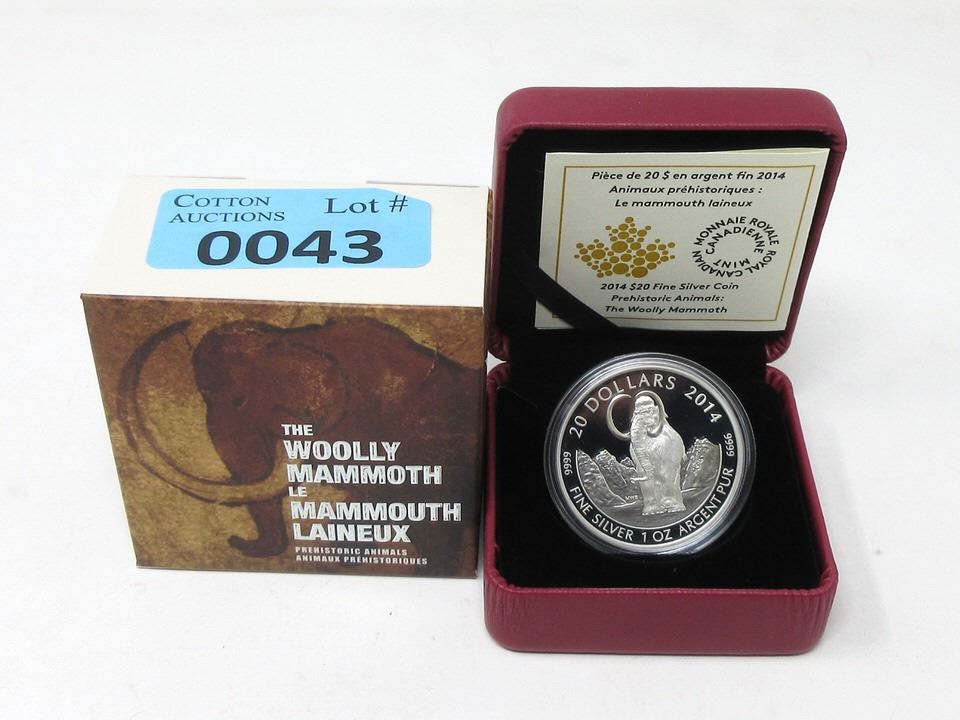 COTTON
AUCTIONS
Lot #
0043
THE
WOOLLY
MAMMOTH
LE
MAMMOUTH
LAINEUX
PREHISTORIC ANIMALS
ANIMAUX PRÉHISTORIQUES
Pièce de 20 $ en argent fin 2014
Animaux préhistoriques :
Le mammouth laineux
MONNAIE ROYALE CANADIENNE
ROYAL CANADIAN MINT
2014 $20 Fine Silver Coin
Prehistoric Animals:
The Woolly Mammoth
20 DOLLARS 2014
9999
9999
FINE SILVER 1 OZ ARGENT PUR